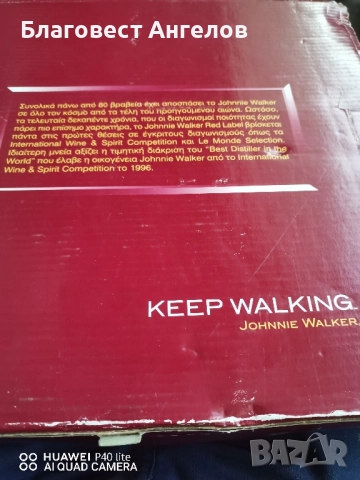 Благовест Ангелов
Συνολικά πάνω από 80 βραβεία έχει αποσπάσει το Johnnie Walker
σε όλο τον κόσμο από τα τέλη του προηγούμενου αιώνα. Ωστόσο,
τα τελευταία δεκαπέντε χρόνια, που οι διαγωνισμοί ποιότητας έχουν
πάρει πιο επίσημο χαρακτήρα, το Johnnie Walker Red Label βρίσκεται
πάντα στις πρώτες θέσεις σε έγκριτους διαγωνισμούς όπως τα
International Wine & Spirit Competition και Le Monde Selection.
Ιδιαίτερη μνεία αξίζει η τιμητική διάκριση του "Best Distiller in the
World" που έλαβε η οικογένεια Johnnie Walker από το International
Wine & Spirit Competition το 1996.
KEEP WALKING
JOHNNIE WALKER.
HUAWEI P40 lite
AI QUAD CAMERA
BAZAR